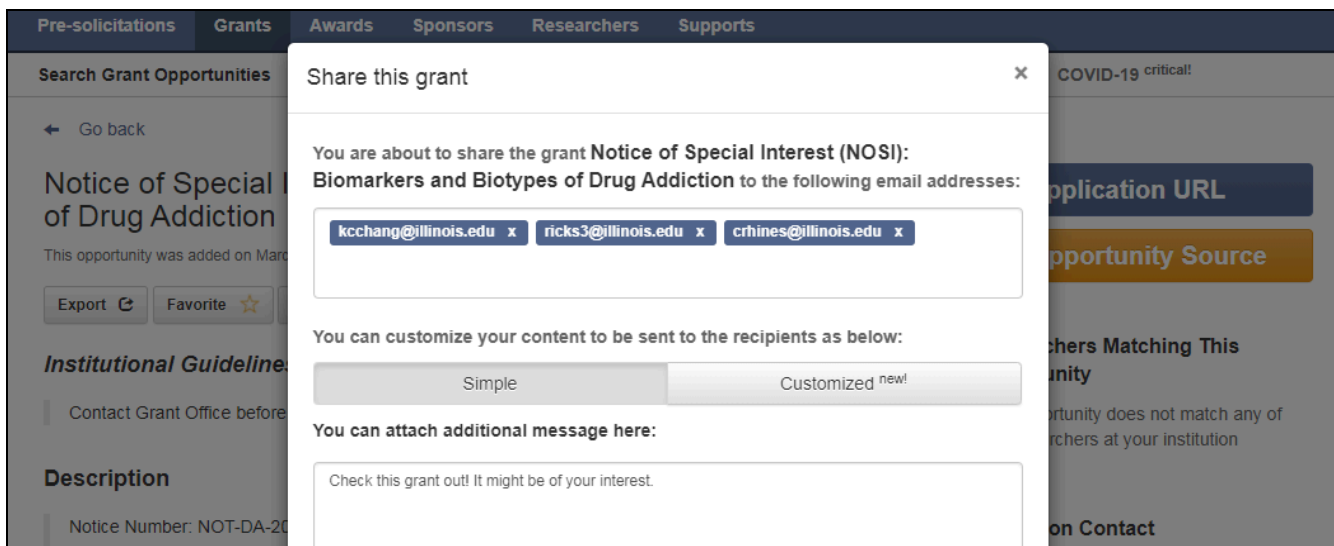 Pre-solicitations Grants Awards Sponsors Researchers Supports
Search Grant Opportunities
COVID-19 critical!
Share this grant ×
← Go back
You are about to share the grant Notice of Special Interest (NOSI):
Biomarkers and Biotypes of Drug Addiction to the following email addresses:
kcchang@illinois.edu x ricks3@illinois.edu x crhines@illinois.edu x
Notice of Special
of Drug Addiction
This opportunity was added on
Export Favorite
pplication URL
pportunity Source
You can customize your content to be sent to the recipients as below:
Simple Customized new!
Institutional Guideline
Contact Grant Office before
chers Matching This
unity
ortunity does not match any of
rchers at your institution
You can attach additional message here:
Check this grant out! It might be of your interest.
Description
Notice Number: NOT-DA-20
on Contact